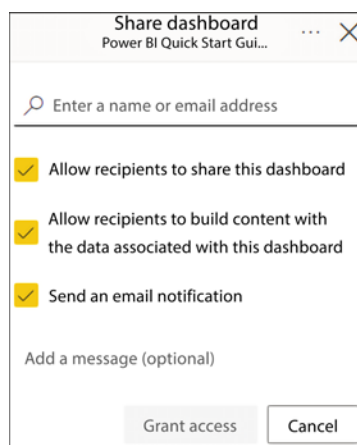 Share dashboard
Power BI Quick Start Gui...
Enter a name or email address
Allow recipients to share this dashboard
Allow recipients to build content with
the data associated with this dashboard
Send an email notification
Add a message (optional)
Grant access
Cancel